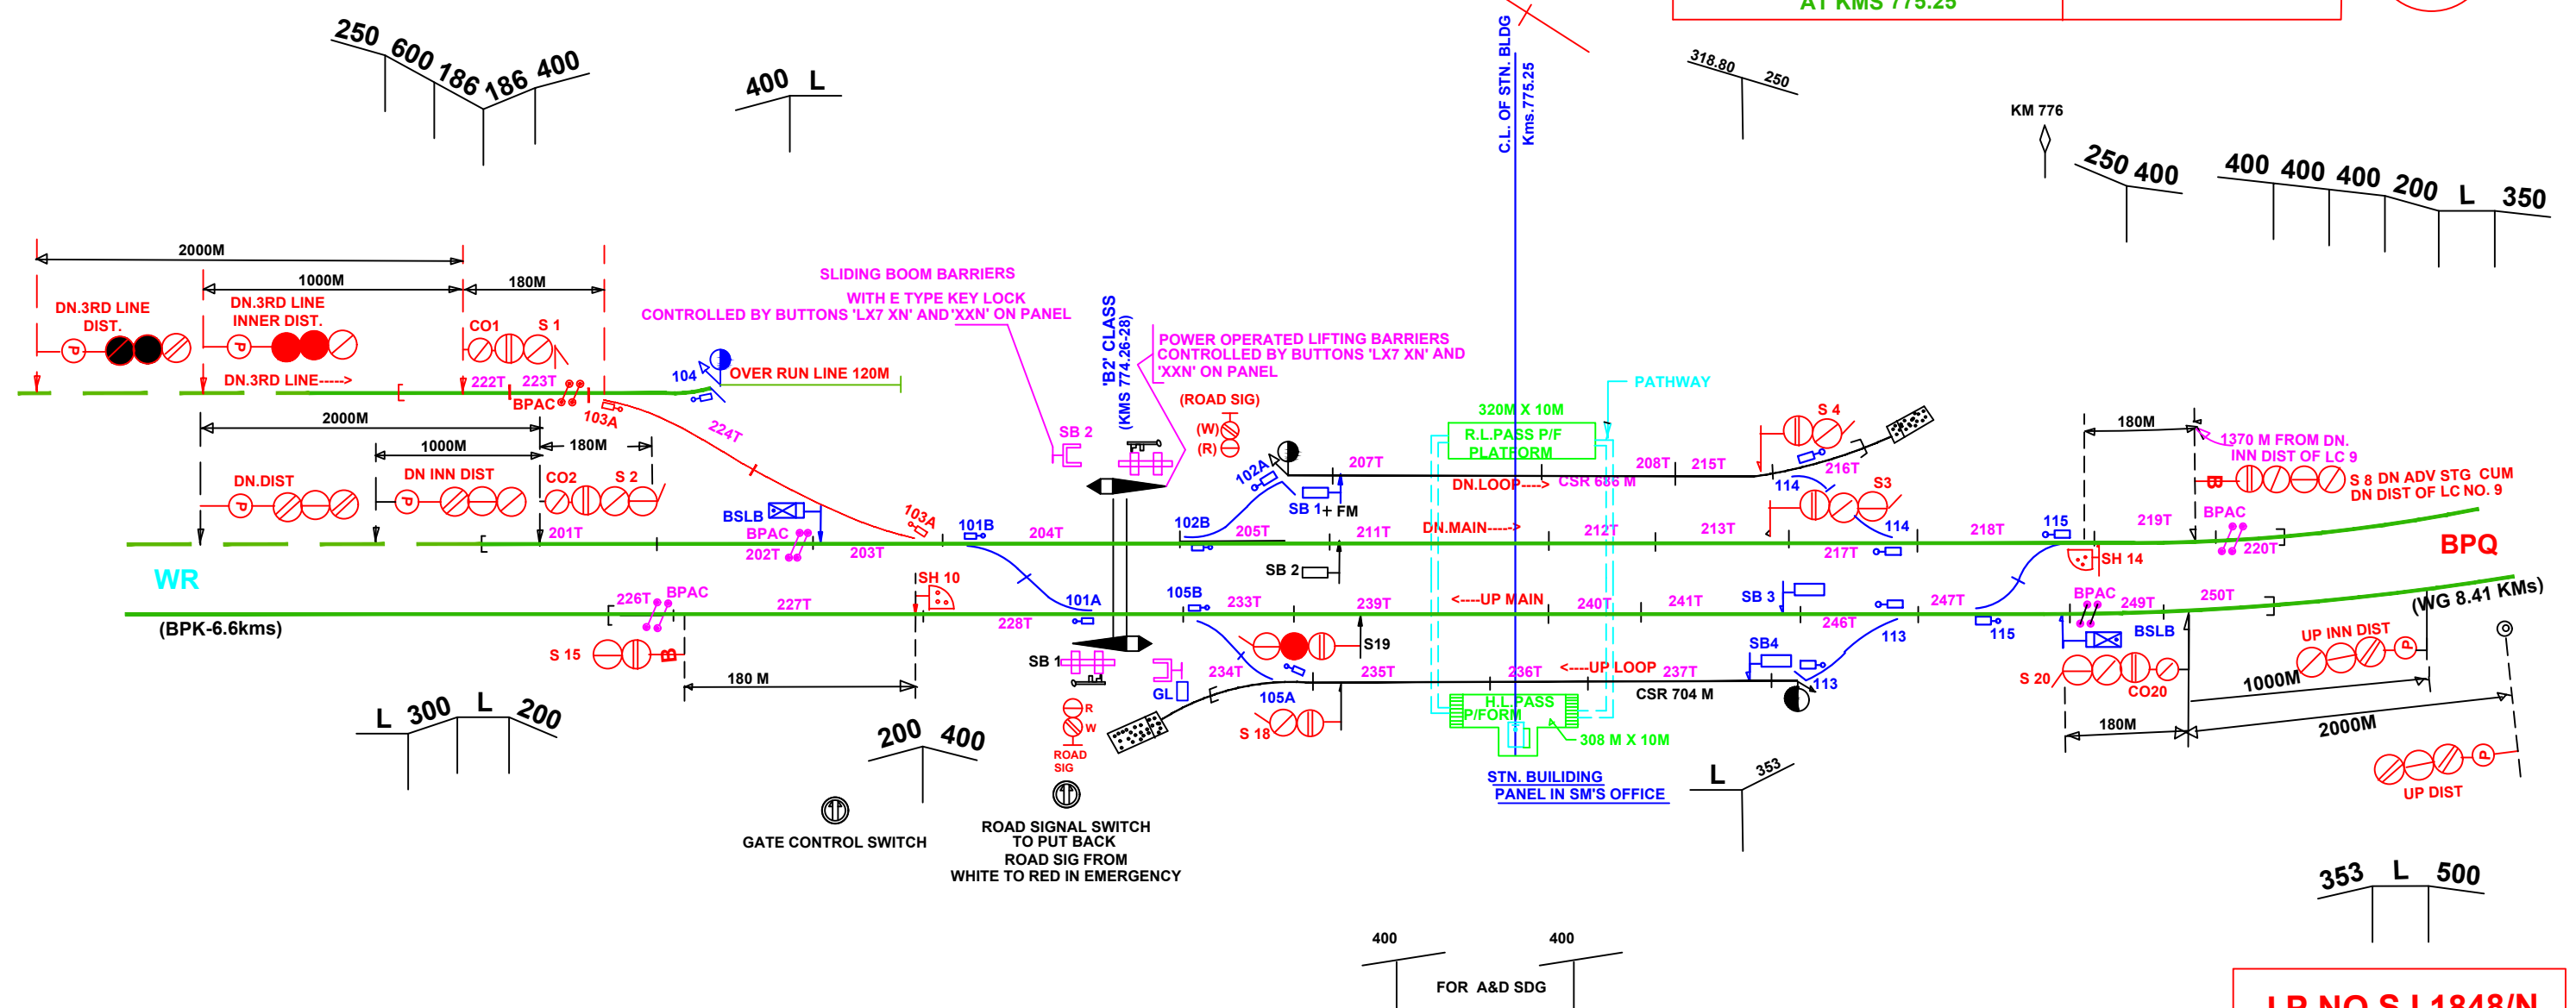 AT KMS 775.25
250 600 186 186 400
400 L
C.L. OF STN. BLDG
Kms.775.25
318.80 250
KM 776
250 400
400 400 400 200 L 350
2000M
1000M
180M
DN.3RD LINE
DIST.
P
DN.3RD LINE
INNER DIST.
P
CO1
S 1
DN.3RD LINE----->
222T
223T
BPAC
103A
104
OVER RUN LINE 120M
224T
SLIDING BOOM BARRIERS
WITH E TYPE KEY LOCK
CONTROLLED BY BUTTONS 'LX7 XN' AND 'XXN' ON PANEL
'B2' CLASS
(KMS 774.26-28)
POWER OPERATED LIFTING BARRIERS
CONTROLLED BY BUTTONS 'LX7 XN' AND
'XXN' ON PANEL
(ROAD SIG)
(W)
(R)
SB 2
PATHWAY
320M X 10M
R.L.PASS P/F
PLATFORM
2000M
1000M
180M
DN.DIST
P
DN INN DIST
P
CO2
S 2
BSLB
BPAC
201T
202T
203T
103A
101B
204T
102B
102A
205T
SB 1+ FM
207T
DN.LOOP---->
CSR 686 M
208T
215T
S 4
216T
114
S3
DN.MAIN----->
211T
212T
213T
217T
114
218T
115
180M
1370 M FROM DN.
INN DIST OF LC 9
B
S 8 DN ADV STG CUM
DN DIST OF LC NO. 9
219T
BPAC
220T
BPQ
SH 14
WR
SB 2
SH 10
226T
BPAC
227T
228T
101A
105B
233T
239T
<----UP MAIN
240T
241T
SB 3
246T
113
247T
115
BPAC
249T
BSLB
250T
(WG 8.41 KMs)
(BPK-6.6kms)
S 15
B
180 M
SB 1
GL
234T
105A
S19
235T
236T
<----UP LOOP
237T
CSR 704 M
SB4
113
S 20
CO20
UP INN DIST
P
1000M
180M
2000M
P
UP DIST
L 300 L 200
200 400
R
W
ROAD
SIG
S 18
H.L.PASS
P/FORM
308 M X 10M
STN. BUILIDING
PANEL IN SM'S OFFICE
L 353
GATE CONTROL SWITCH
ROAD SIGNAL SWITCH
TO PUT BACK
ROAD SIG FROM
WHITE TO RED IN EMERGENCY
353 L 500
400
400
FOR A&D SDG
LP NO.S.I.1848/N